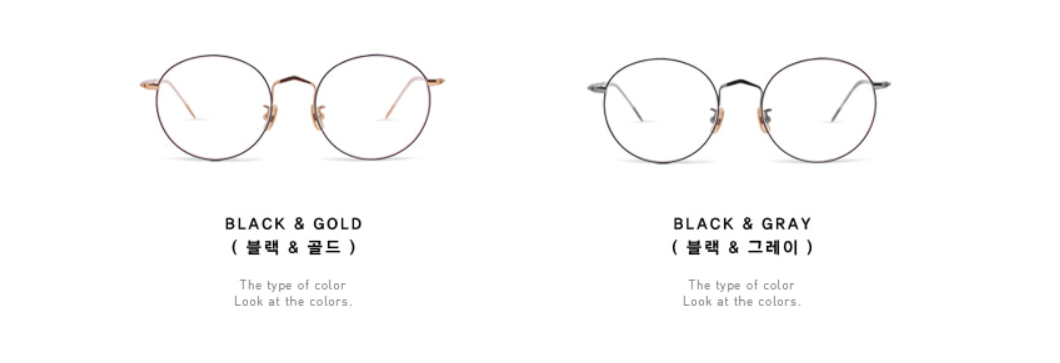 BLACK & GOLD
( 블랙 & 골드 )
The type of color
Look at the colors.
BLACK & GRAY
( 블랙 & 그레이 )
The type of color
Look at the colors.